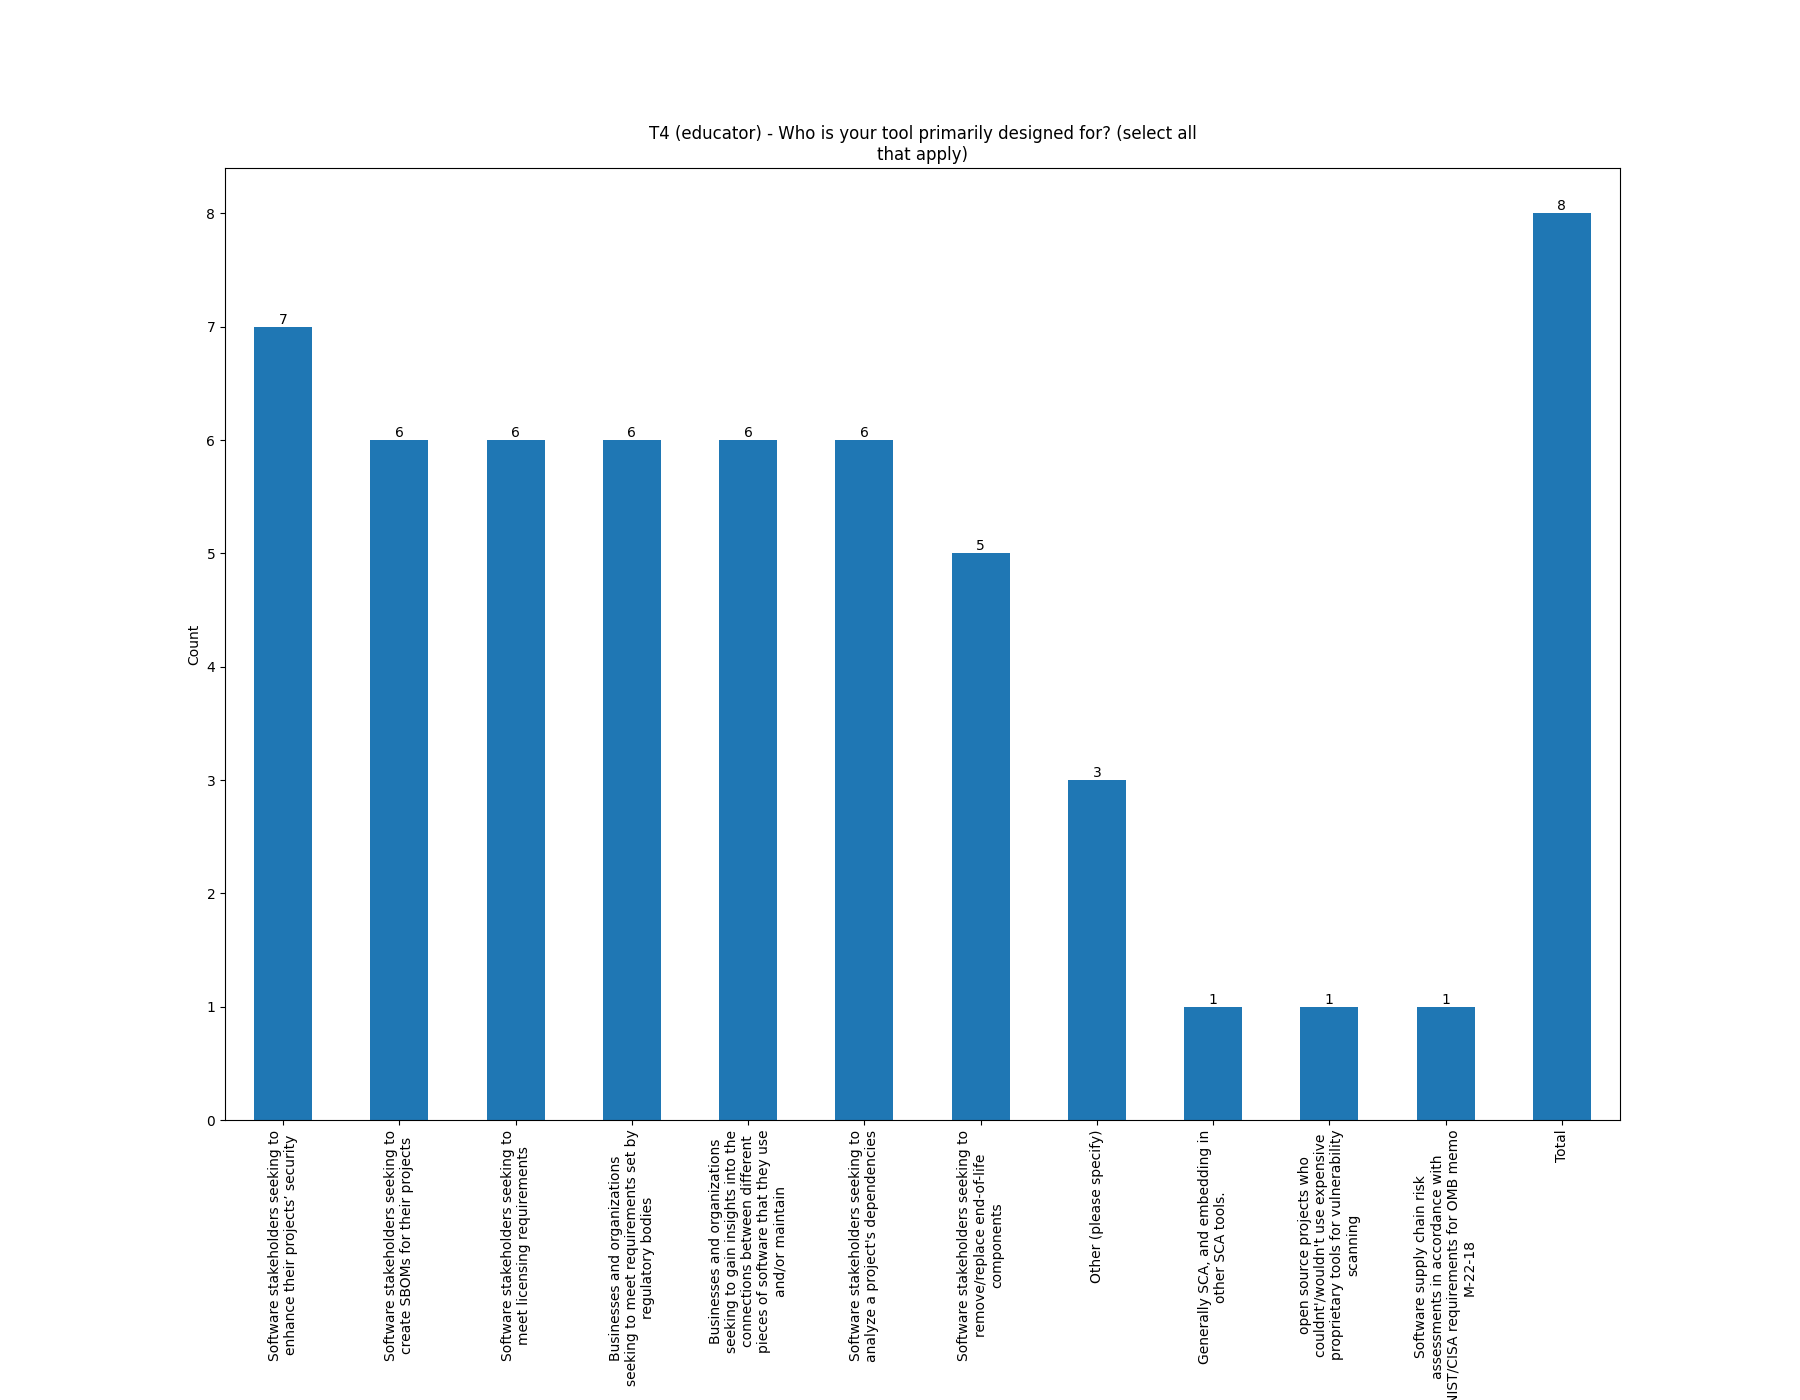 T4 (educator) - Who is your tool primarily designed for? (select all
that apply)
Count
8
7
6
5
4
3
2
1
0
7
6
6
6
6
6
5
3
1
1
1
8
Software stakeholders seeking to
enhance their projects’ security
Software stakeholders seeking to
create SBOMs for their projects
Software stakeholders seeking to
meet licensing requirements
Businesses and organizations
seeking to meet requirements set by
regulatory bodies
Businesses and organizations
seeking to gain insights into the
connections between different
pieces of software that they use
and/or maintain
Software stakeholders seeking to
analyze a project's dependencies
Software stakeholders seeking to
remove/replace end-of-life
components
Other (please specify)
Generally SCA, and embedding in
other SCA tools.
open source projects who
couldnt'/wouldn't use expensive
proprietary tools for vulnerability
scanning
Software supply chain risk
assesments in accordance with
NIST/CISA requirements for OMB memo
M-22-18
Total